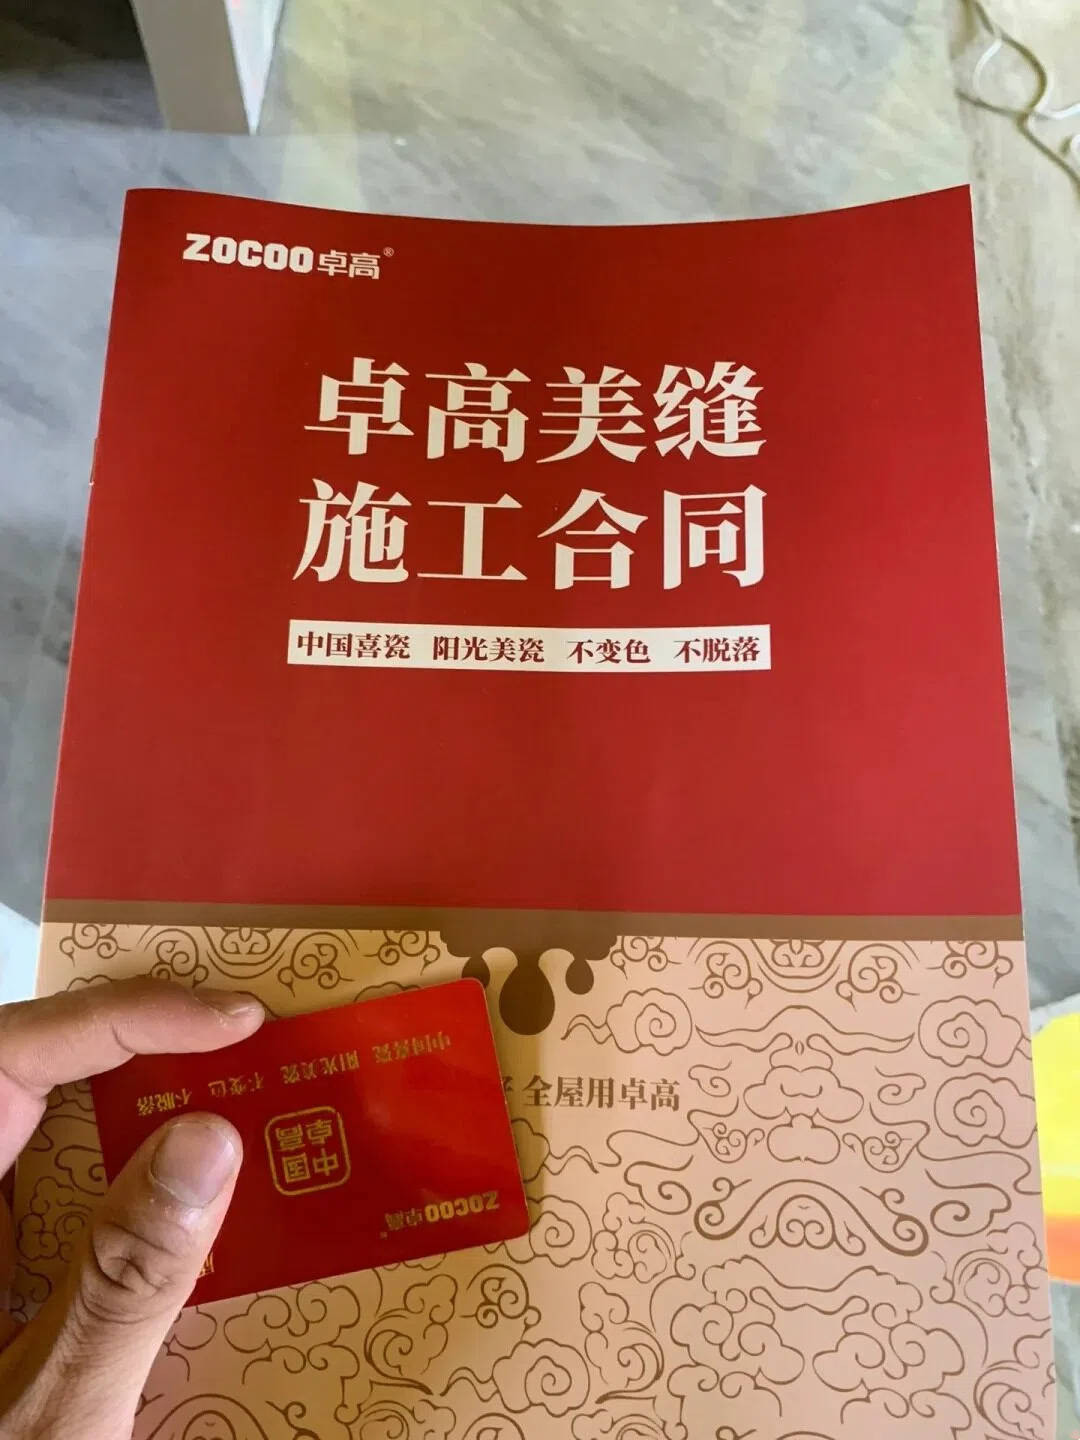 ZOCOO卓高®
卓高美缝
施工合同
中国喜瓷 阳光美瓷 不变色 不脱落
全屋用卓高
中国喜瓷 阳光美瓷 不变色 不脱落
中国
卓高
ZOCOO卓高